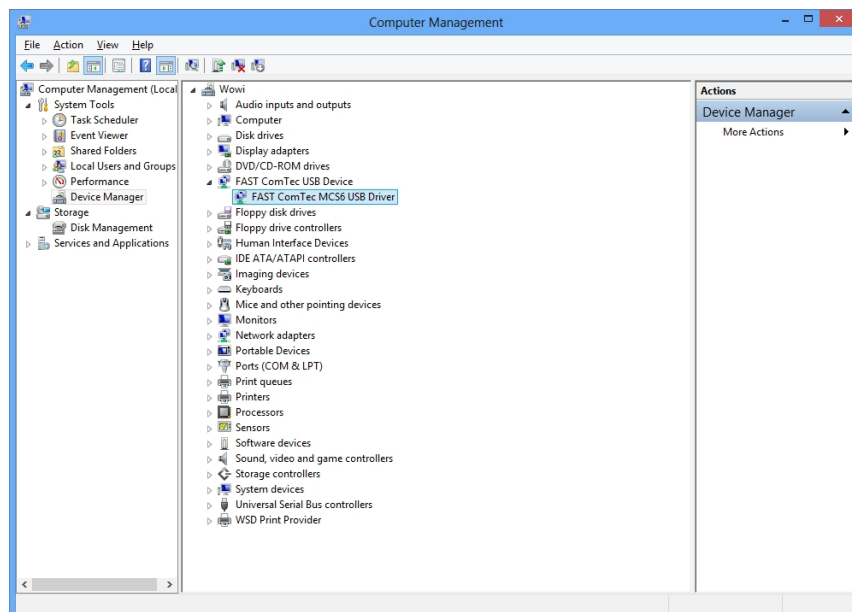 Computer Management
File Action View Help
Computer Management (Local
System Tools
Task Scheduler
Event Viewer
Shared Folders
Local Users and Groups
Performance
Device Manager
Storage
Disk Management
Services and Applications
Wowi
Audio inputs and outputs
Computer
Disk drives
Display adapters
DVD/CD-ROM drives
FAST ComTec USB Device
FAST ComTec MCS6 USB Driver
Floppy disk drives
Floppy drive controllers
Human Interface Devices
IDE ATA/ATAPI controllers
Imaging devices
Keyboards
Mice and other pointing devices
Monitors
Network adapters
Portable Devices
Ports (COM & LPT)
Print queues
Printers
Processors
Sensors
Software devices
Sound, video and game controllers
Storage controllers
System devices
Universal Serial Bus controllers
WSD Print Provider
Actions
Device Manager
More Actions